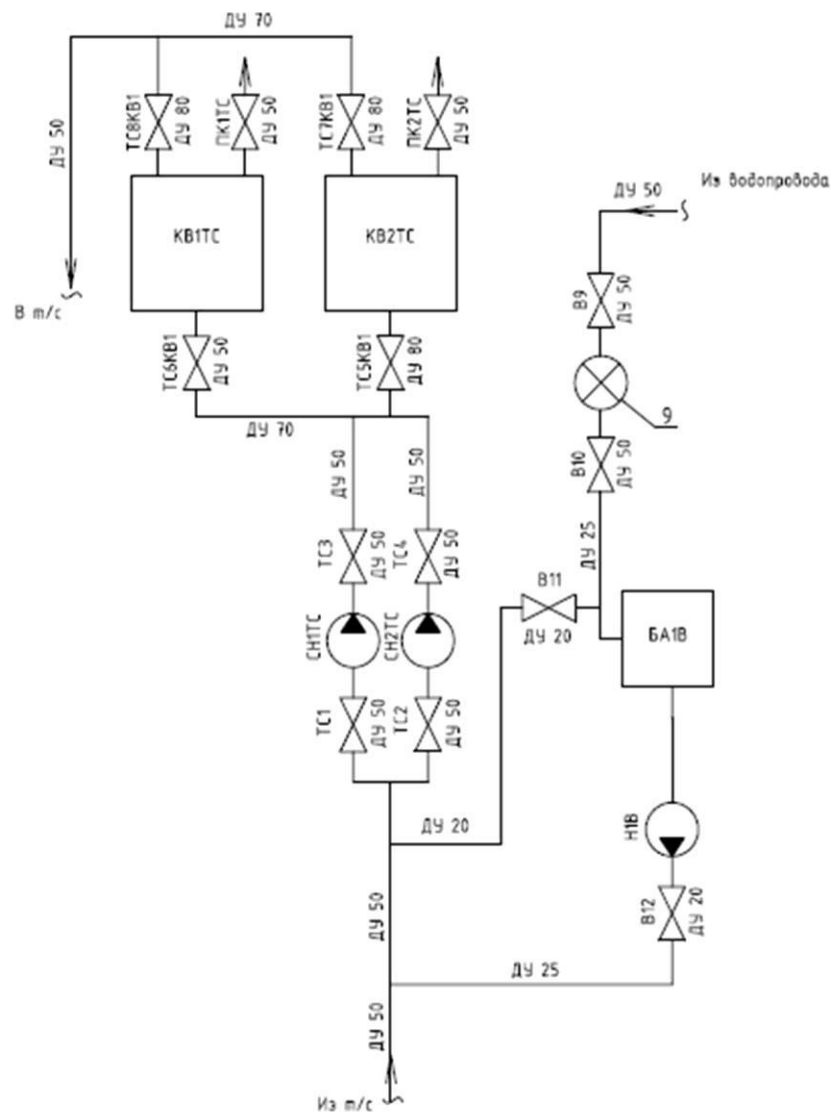 ДУ 70
ДУ 50
ТС8КВ1
ДУ 80
ПК1ТС
ДУ 50
ТС7КВ1
ДУ 80
ПК2ТС
ДУ 50
КВ1ТС
КВ2ТС
В т/с
ДУ 50
Из водопровода
В9
ДУ 50
ТС6КВ1
ДУ 50
ТС5КВ1
ДУ 80
9
ДУ 70
В10
ДУ 50
ДУ 50
ДУ 50
ДУ 25
ТС3
ДУ 50
ТС4
ДУ 50
В11
ДУ 20
БА1В
СН1ТС
СН2ТС
ТС1
ДУ 50
ТС2
ДУ 50
ДУ 20
Н1В
В12
ДУ 20
ДУ 50
ДУ 25
ДУ 50
Из т/с